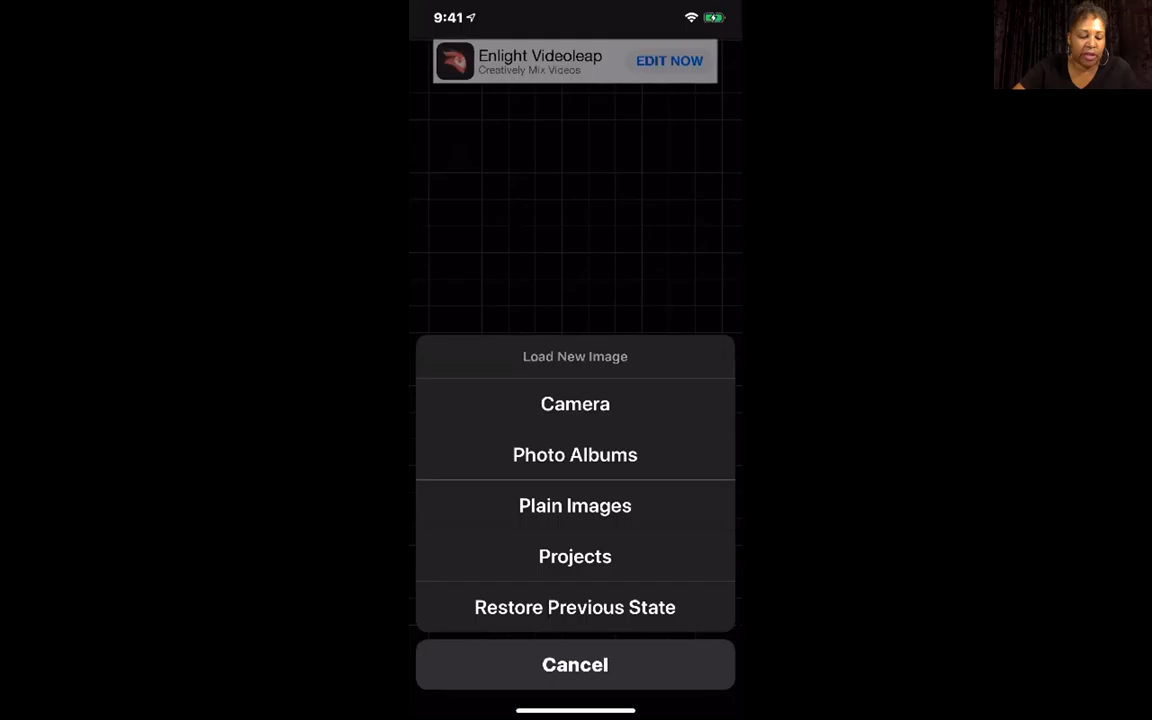 9:41
Enlight Videoleap
Creatively Mix Videos
EDIT NOW
Load New Image
Camera
Photo Albums
Plain Images
Projects
Restore Previous State
Cancel